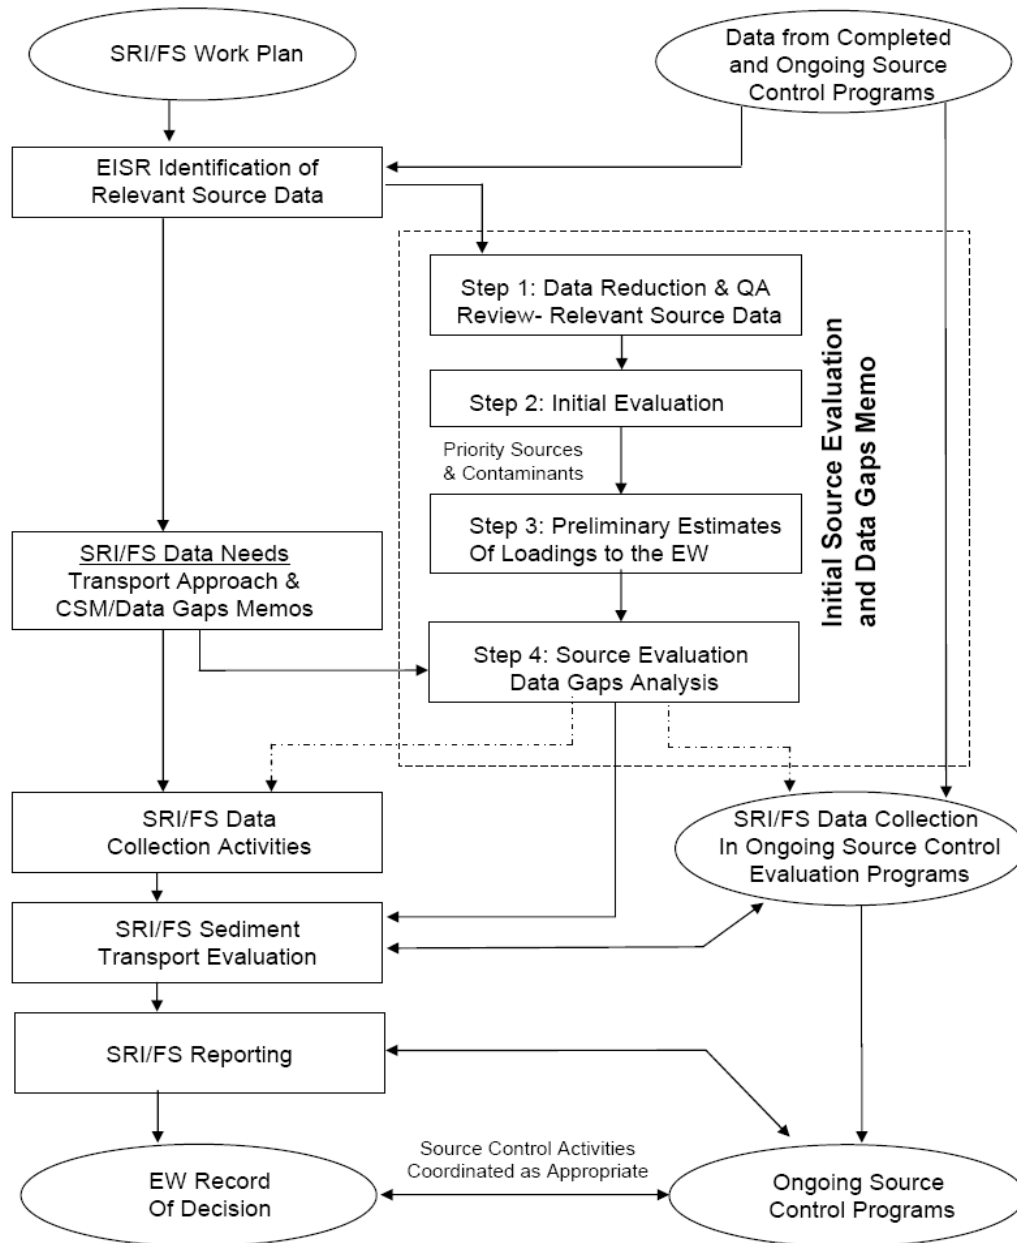 SRI/FS Work Plan
Data from Completed
and Ongoing Source
Control Programs
EISR Identification of
Relevant Source Data
Step 1: Data Reduction & QA
Review- Relevant Source Data
Step 2: Initial Evaluation
Priority Sources
& Contaminants
Step 3: Preliminary Estimates
Of Loadings to the EW
Step 4: Source Evaluation
Data Gaps Analysis
Initial Source Evaluation
and Data Gaps Memo
SRI/FS Data Needs
Transport Approach &
CSM/Data Gaps Memos
SRI/FS Data
Collection Activities
SRI/FS Data Collection
In Ongoing Source Control
Evaluation Programs
SRI/FS Sediment
Transport Evaluation
SRI/FS Reporting
EW Record
Of Decision
Source Control Activities
Coordinated as Appropriate
Ongoing Source
Control Programs